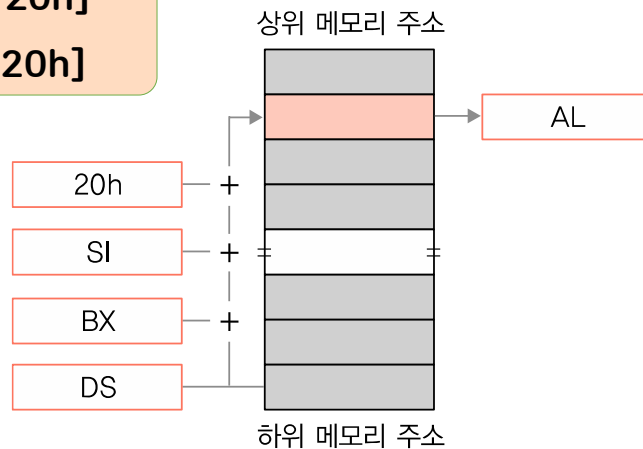 20h]
20h]
상위 메모리 주소
AL
20h
+
SI
+
BX
+
DS
하위 메모리 주소